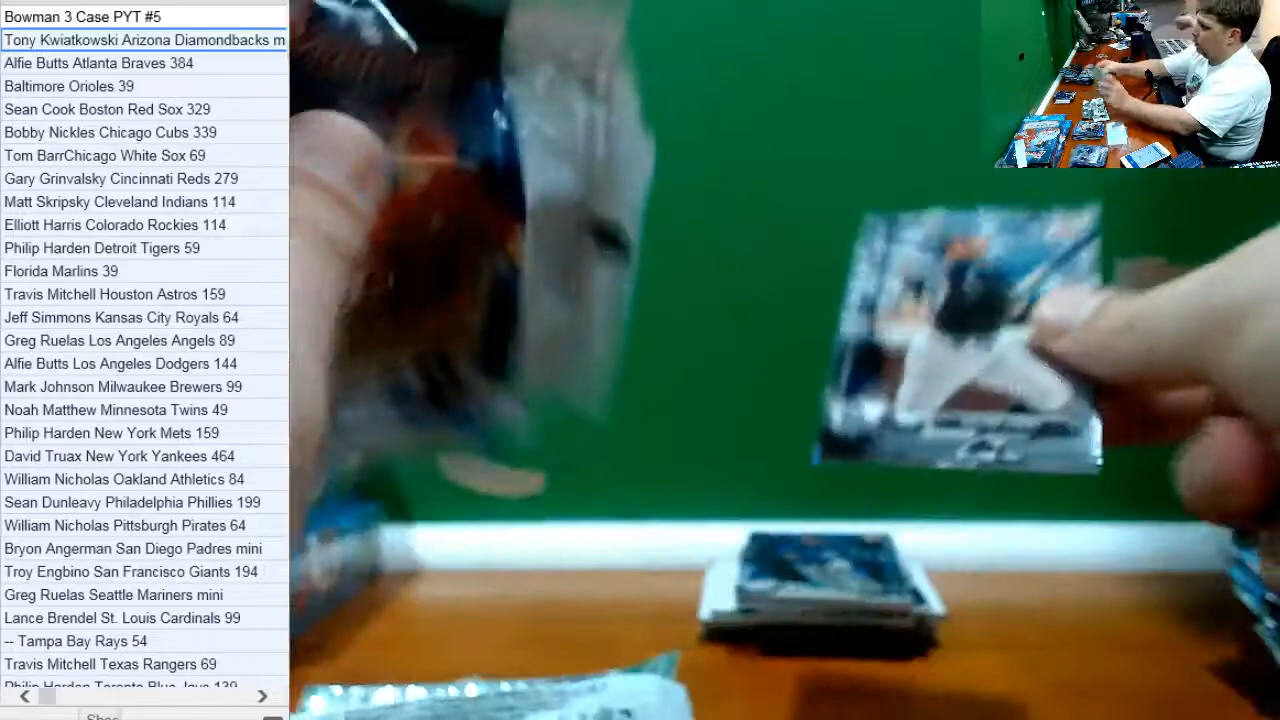 Bowman 3 Case PYT #5
Tony Kwiatkowski Arizona Diamondbacks m
Alfie Butts Atlanta Braves 384
Baltimore Orioles 39
Sean Cook Boston Red Sox 329
Bobby Nickles Chicago Cubs 339
Tom BarrChicago White Sox 69
Gary Grinvalsky Cincinnati Reds 279
Matt Skripsky Cleveland Indians 114
Elliott Harris Colorado Rockies 114
Philip Harden Detroit Tigers 59
Florida Marlins 39
Travis Mitchell Houston Astros 159
Jeff Simmons Kansas City Royals 64
Greg Ruelas Los Angeles Angels 89
Alfie Butts Los Angeles Dodgers 144
Mark Johnson Milwaukee Brewers 99
Noah Matthew Minnesota Twins 49
Philip Harden New York Mets 159
David Truax New York Yankees 464
William Nicholas Oakland Athletics 84
Sean Dunleavy Philadelphia Phillies 199
William Nicholas Pittsburgh Pirates 64
Bryon Angerman San Diego Padres mini
Troy Engbino San Francisco Giants 194
Greg Ruelas Seattle Mariners mini
Lance Brendel St. Louis Cardinals 99
-- Tampa Bay Rays 54
Travis Mitchell Texas Rangers 69
Philip Harden Toronto Blue Jays 139